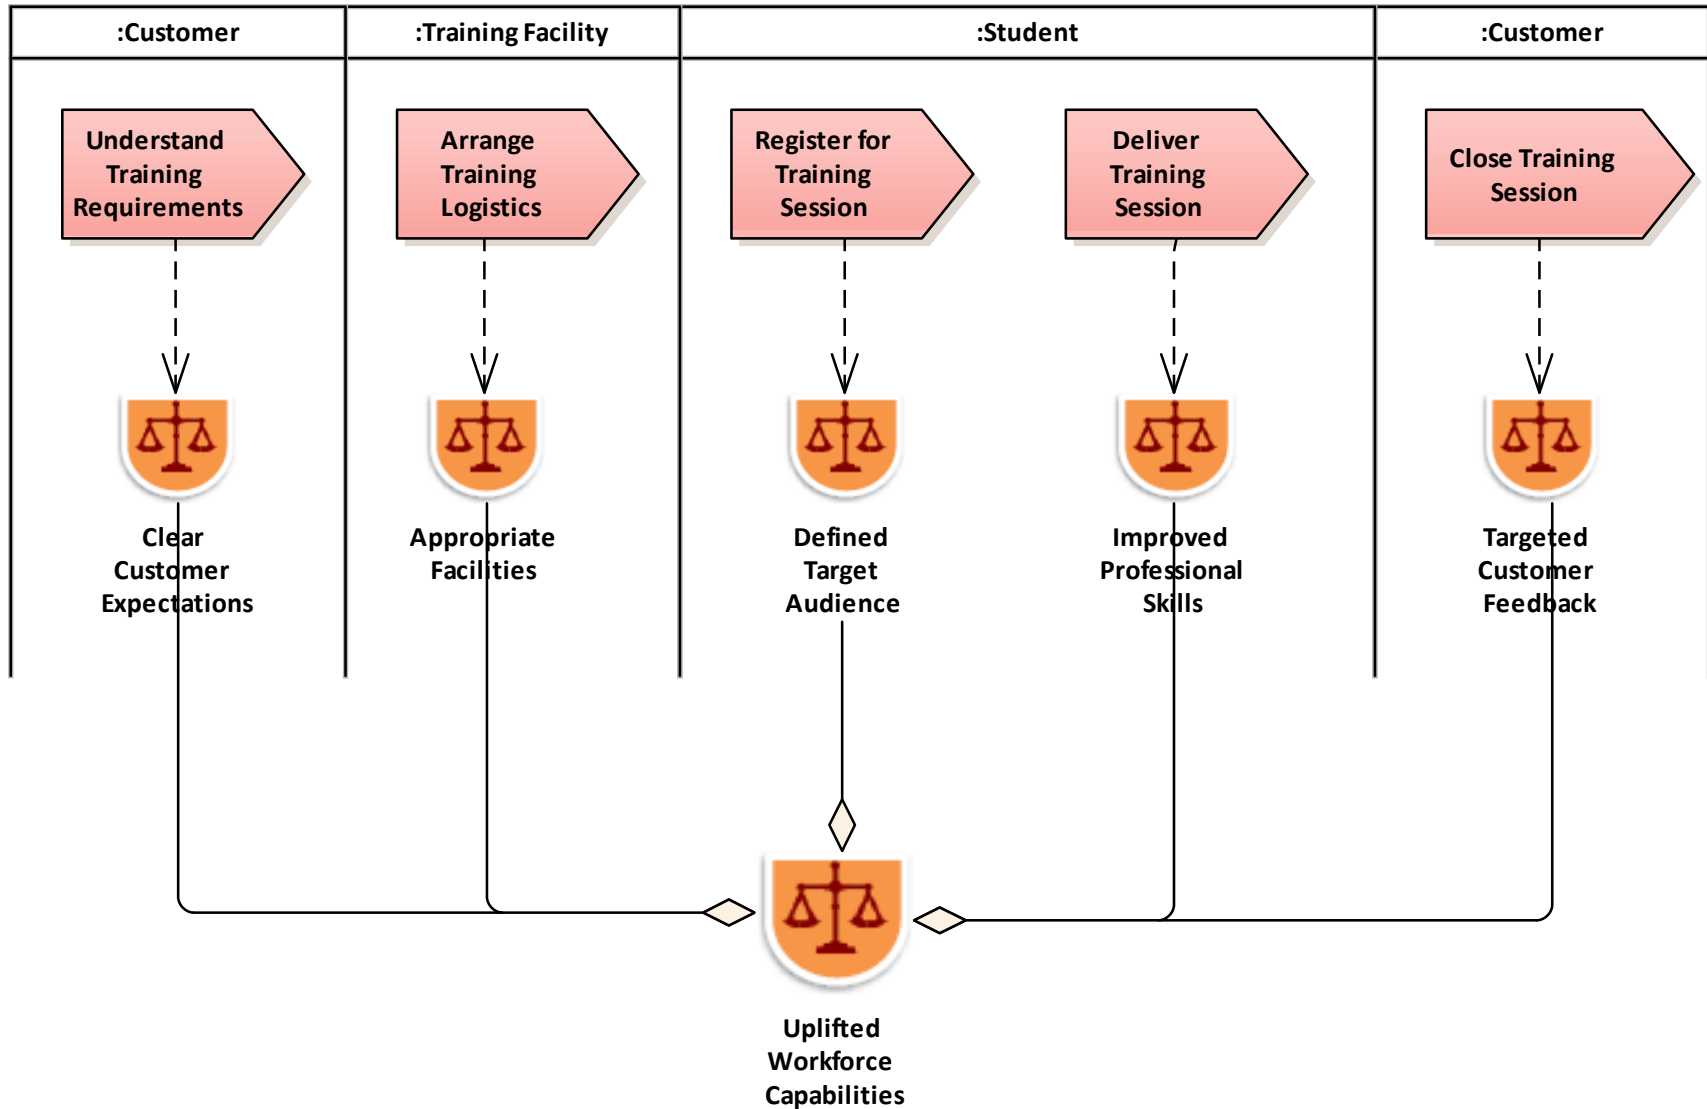 :Customer
:Training Facility
:Student
:Customer
Understand
Training
Requirements
Arrange
Training
Logistics
Register for
Training
Session
Deliver
Training
Session
Close Training
Session
Clear
Customer
Expectations
Appropriate
Facilities
Defined
Target
Audience
Improved
Professional
Skills
Targeted
Customer
Feedback
Uplifted
Workforce
Capabilities